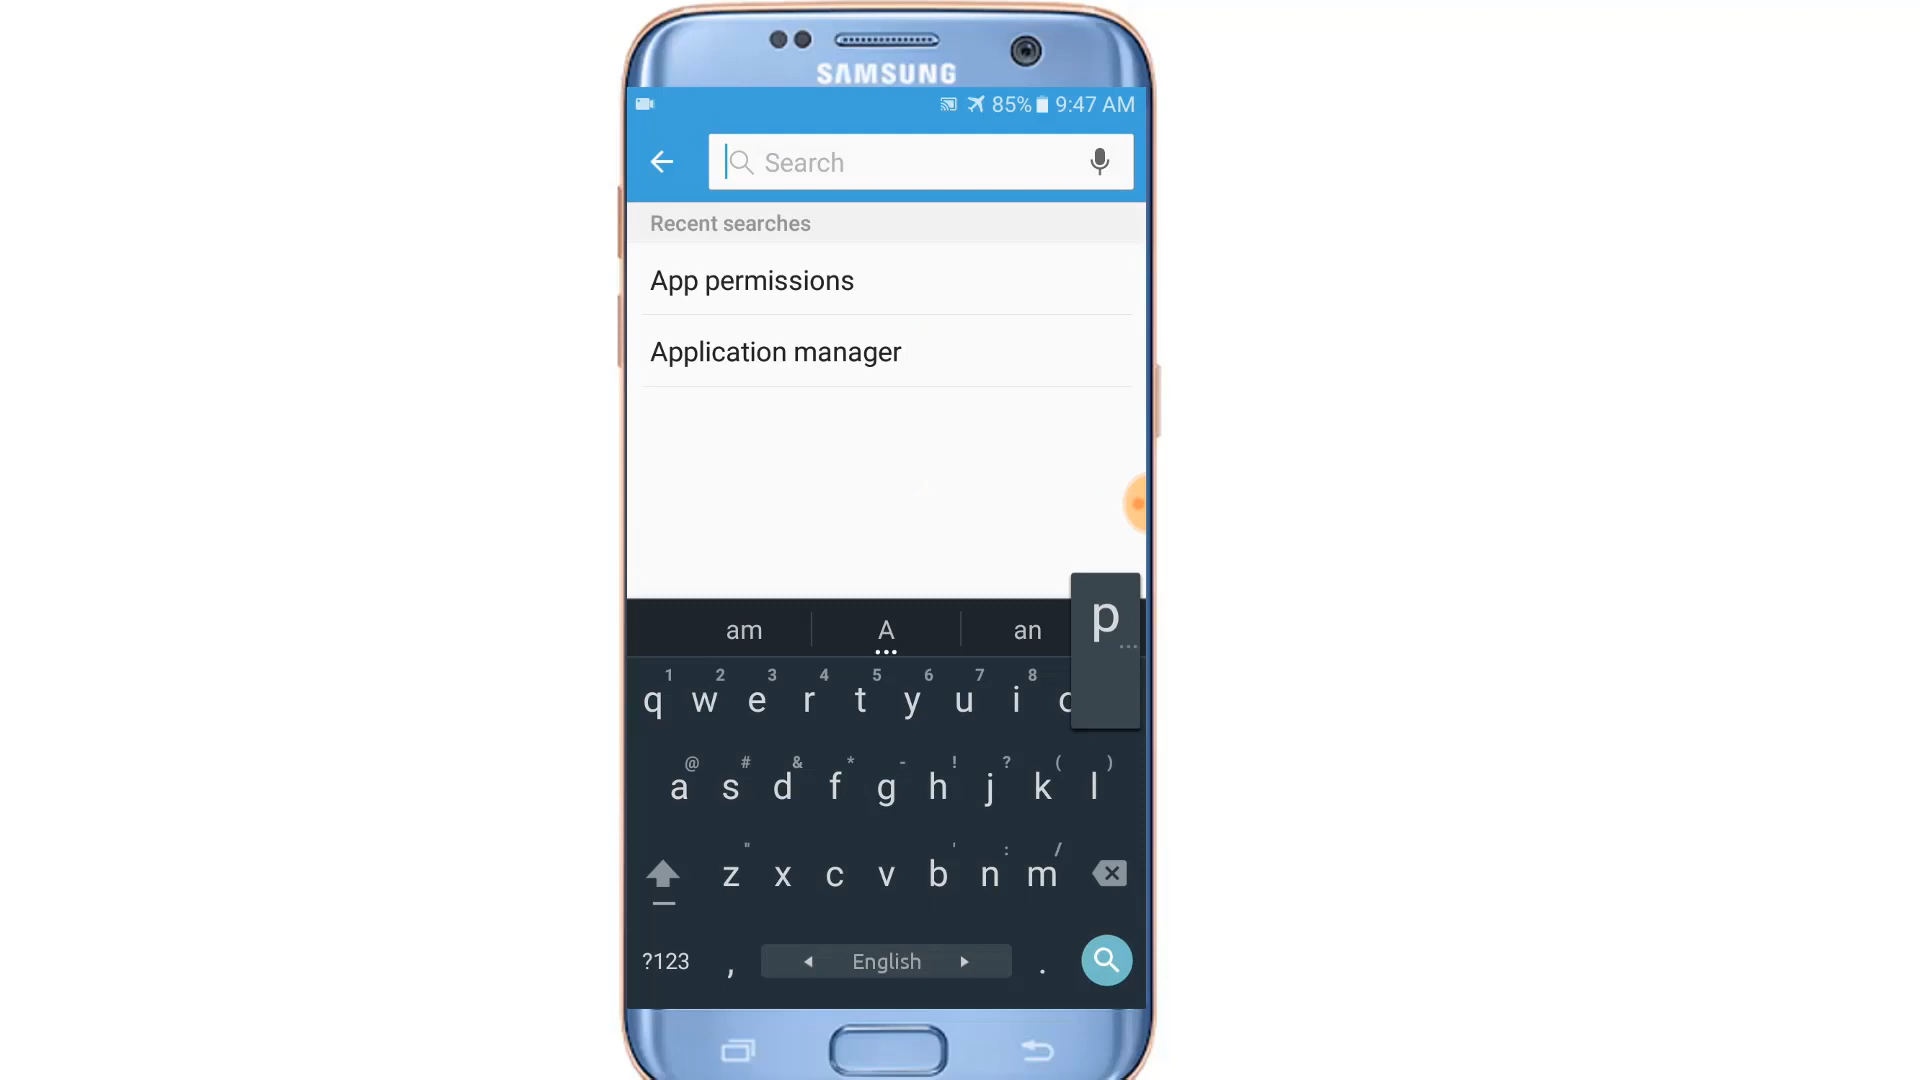 SAMSUNG
85% 9:47 AM
Search
Recent searches
App permissions
Application manager
am A an
p
1 2 3 4 5 6 7 8
q w e r t y u i
@ # & * - ! ? ( )
a s d f g h j k l
" ' : /
z x c v b n m
?123 , English .